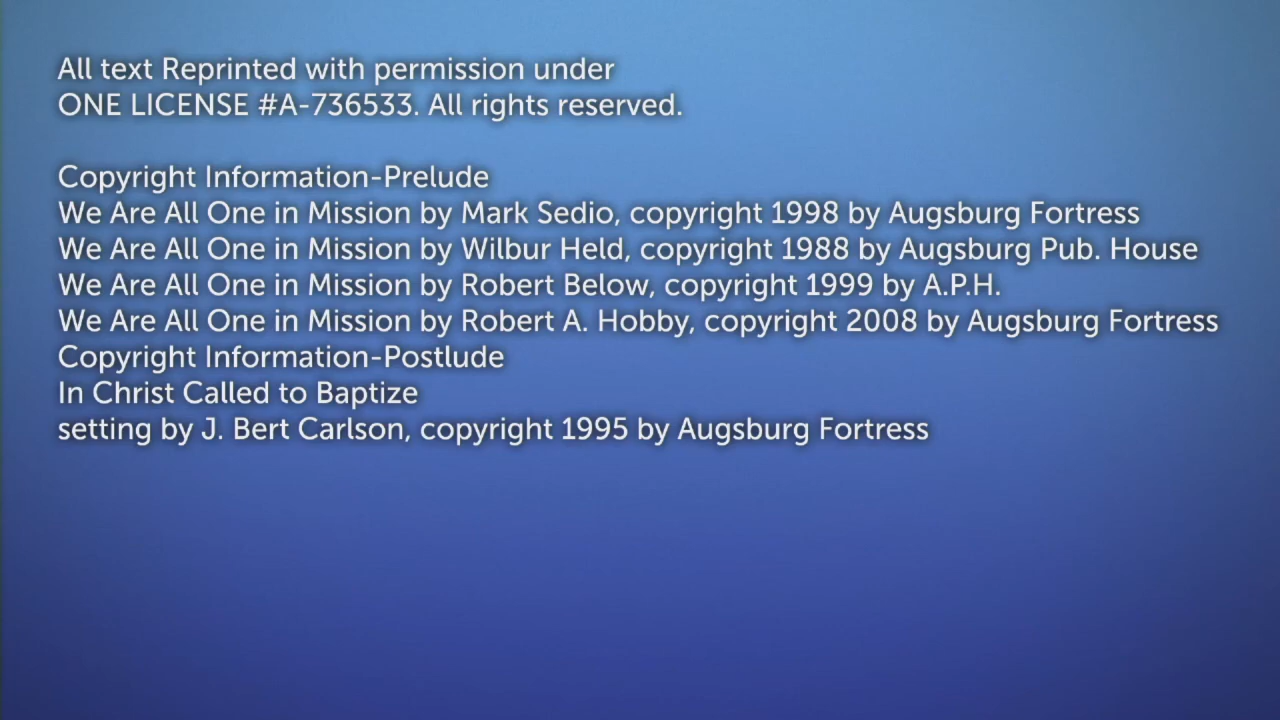 All text Reprinted with permission under
ONE LICENSE #A-736533. All rights reserved.
Copyright Information-Prelude
We Are All One in Mission by Mark Sedio, copyright 1998 by Augsburg Fortress
We Are All One in Mission by Wilbur Held, copyright 1988 by Augsburg Pub. House
We Are All One in Mission by Robert Below, copyright 1999 by A.P.H.
We Are All One in Mission by Robert A. Hobby, copyright 2008 by Augsburg Fortress
Copyright Information-Postlude
In Christ Called to Baptize
setting by J. Bert Carlson, copyright 1995 by Augsburg Fortress